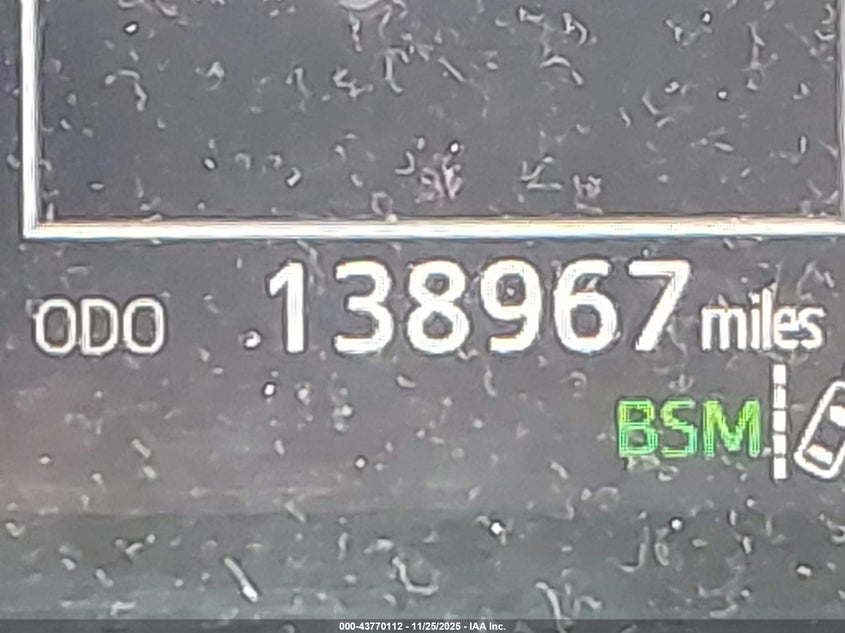 ODO 138967 miles
BSM
000-43770112 - 11/25/2025 - IAA Inc.